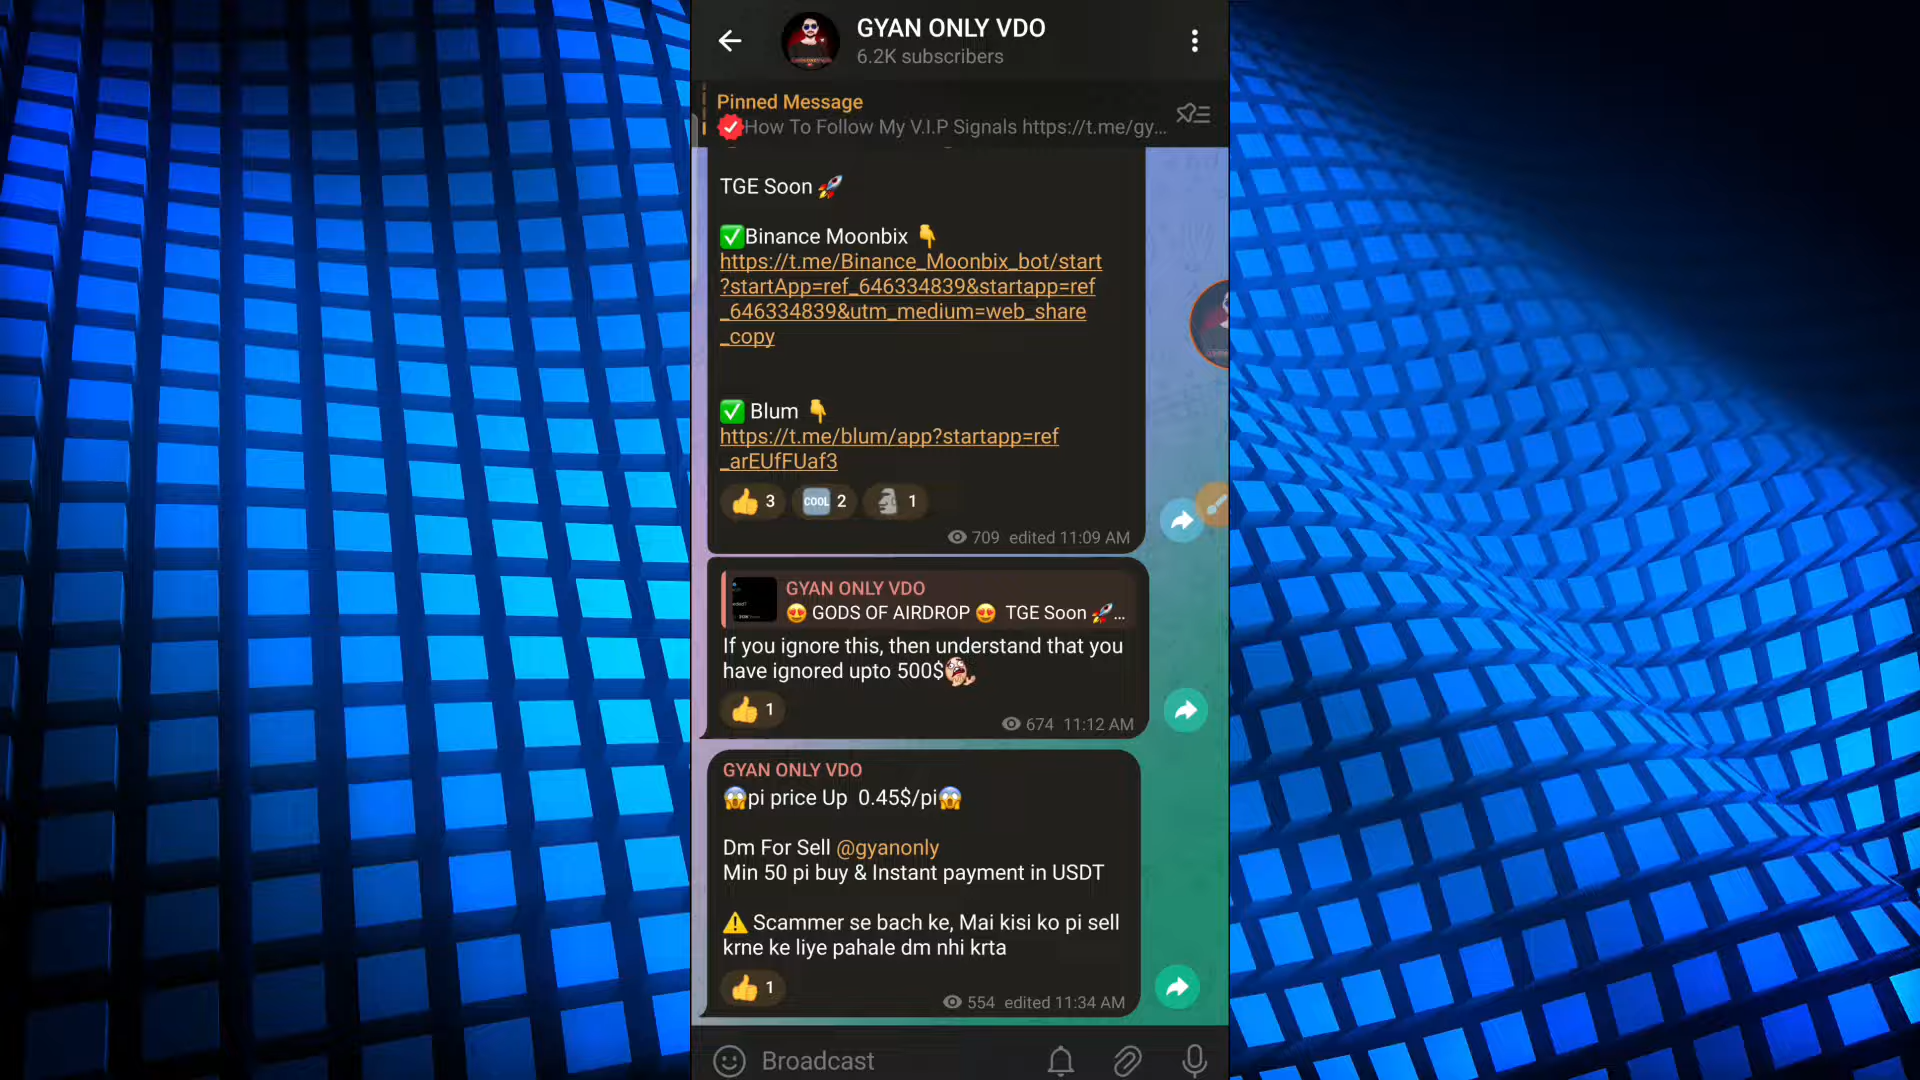 GYAN ONLY VDO
6.2K subscribers
Pinned Message
How To Follow My V.I.P Signals https://t.me/gy...
TGE Soon 🚀
✅Binance Moonbix 👇
https://t.me/Binance_Moonbix_bot/start
?startApp=ref_646334839&startapp=ref
_646334839&utm_medium=web_share
_copy
✅ Blum 👇
https://t.me/blum/app?startapp=ref
_arEUfFUaf3
👍 3 COOL 2 🗿 1
709 edited 11:09 AM
GYAN ONLY VDO
😍 GODS OF AIRDROP 😍 TGE Soon 🚀...
If you ignore this, then understand that you
have ignored upto 500$
👍 1
674 11:12 AM
GYAN ONLY VDO
😱pi price Up 0.45$/pi😱
Dm For Sell @gyanonly
Min 50 pi buy & Instant payment in USDT
⚠️ Scammer se bach ke, Mai kisi ko pi sell
krne ke liye pahale dm nhi krta
👍 1
554 edited 11:34 AM
Broadcast